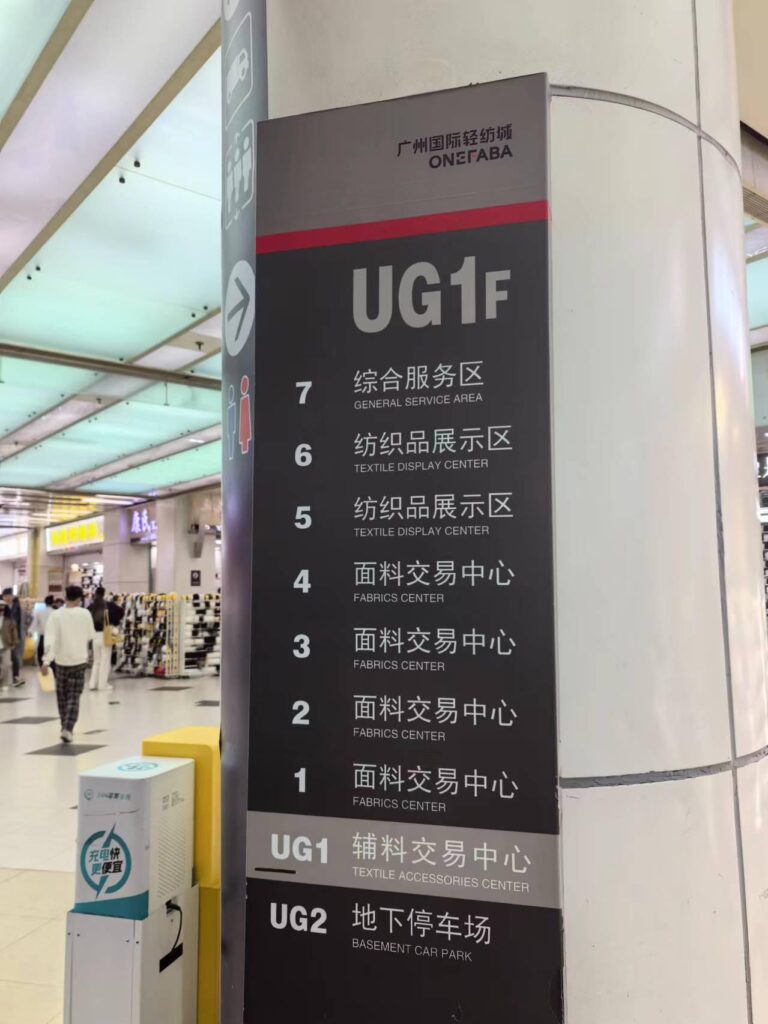 广州国际轻纺城
ONETABA
UG1F
7 综合服务区
GENERAL SERVICE AREA
6 纺织品展示区
TEXTILE DISPLAY CENTER
5 纺织品展示区
TEXTILE DISPLAY CENTER
4 面料交易中心
FABRICS CENTER
3 面料交易中心
FABRICS CENTER
2 面料交易中心
FABRICS CENTER
1 面料交易中心
FABRICS CENTER
UG1 辅料交易中心
TEXTILE ACCESSORIES CENTER
UG2 地下停车场
BASEMENT CAR PARK
充电快
更便宜